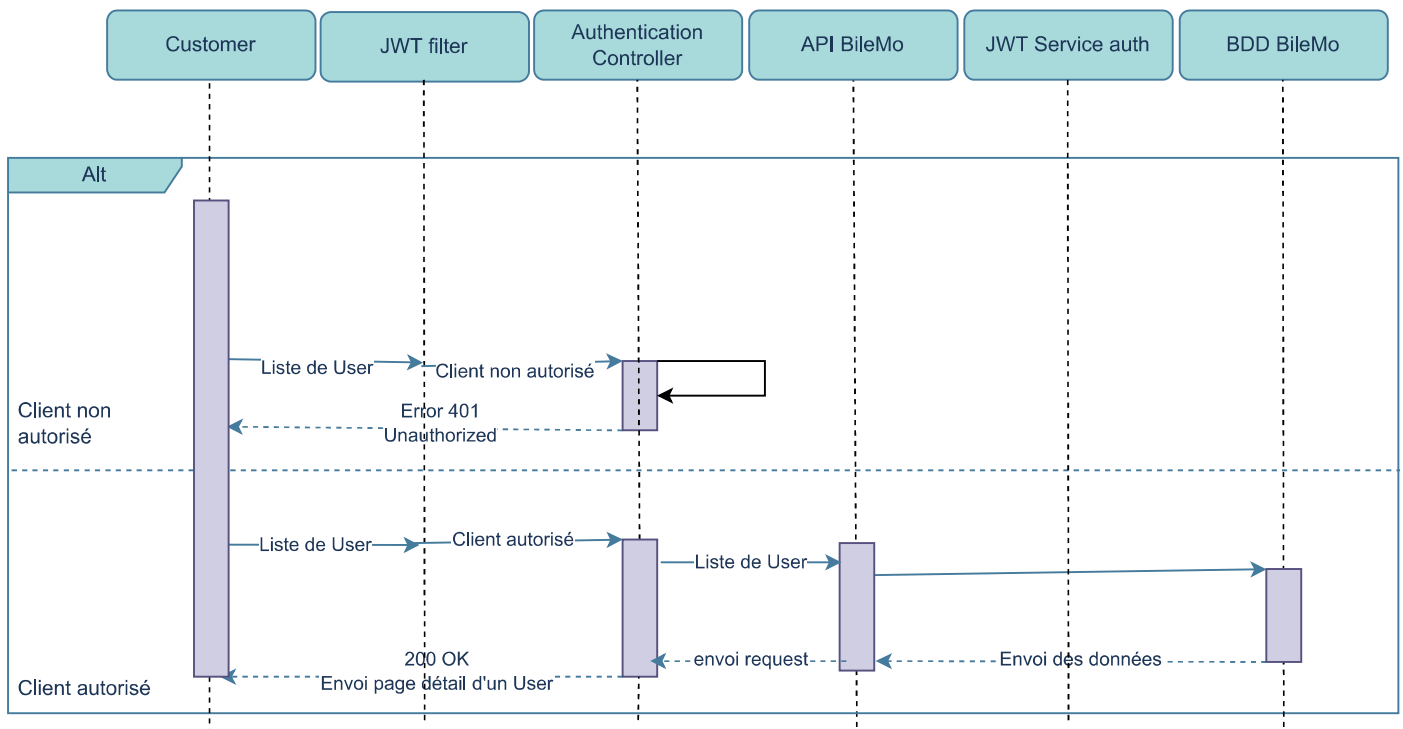 Customer
JWT filter
Authentication
Controller
API BileMo
JWT Service auth
BDD BileMo
Alt
Liste de User
Client non autorisé
Client non
autorisé
Error 401
Unauthorized
Liste de User
Client autorisé
Liste de User
200 OK
Envoi page détail d'un User
envoi request
Envoi des données
Client autorisé